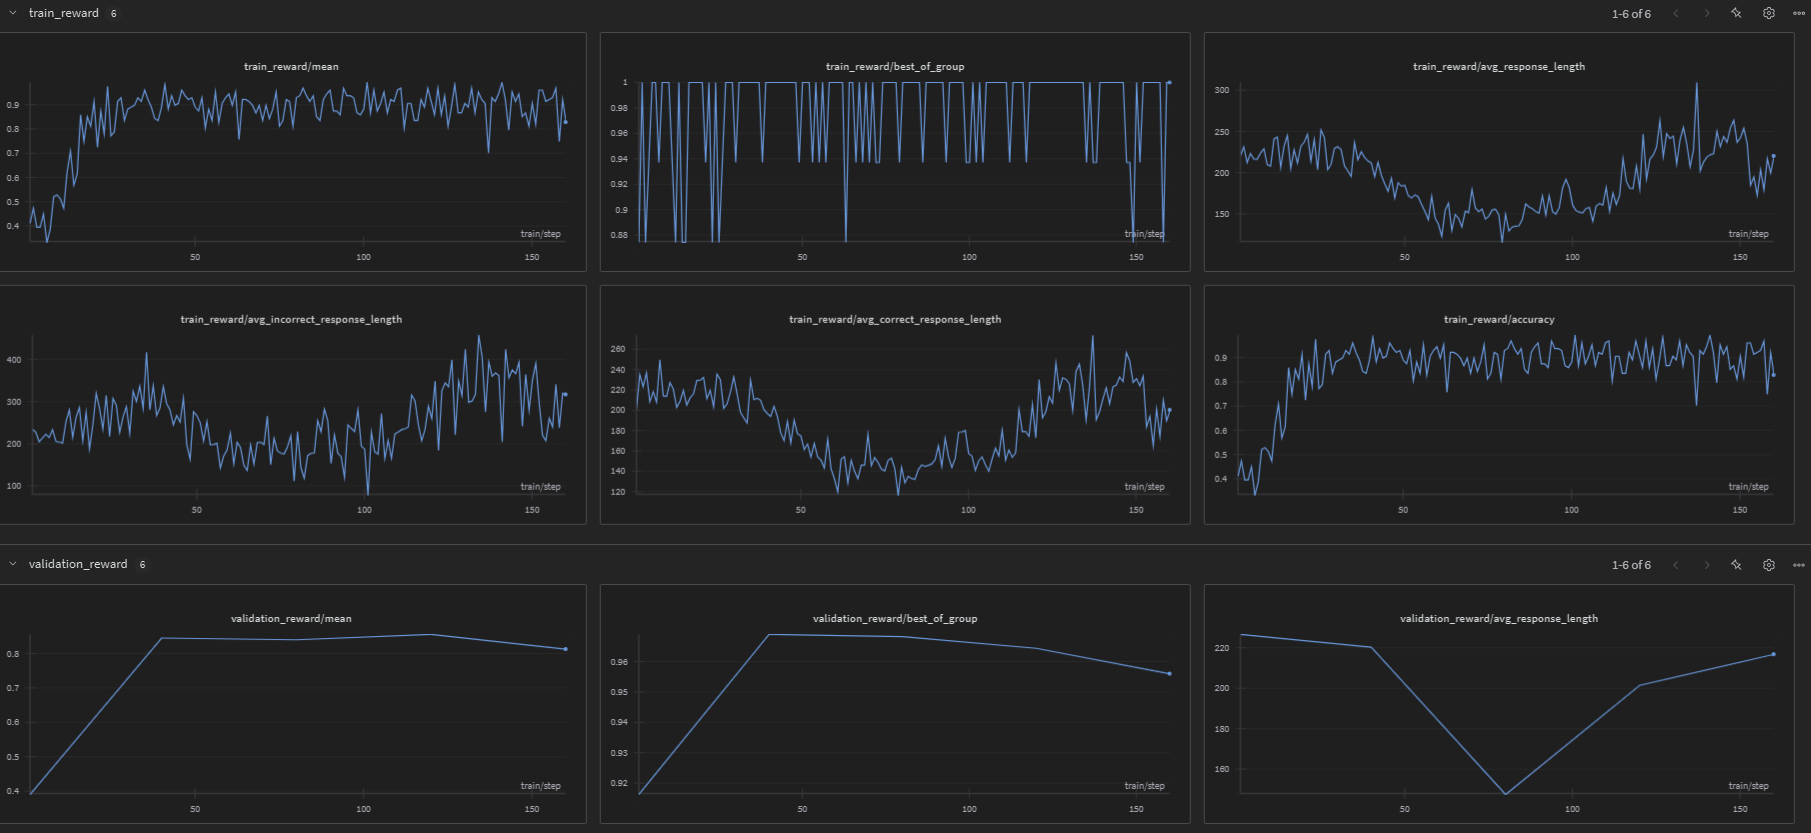 train_reward 6
1-6 of 6
train_reward/mean
0.9
0.8
0.7
0.6
0.5
0.4
train/step
50 100 150
train_reward/best_of_group
1
0.98
0.96
0.94
0.92
0.9
0.88
train/step
50 100 150
train_reward/avg_response_length
300
250
200
150
train/step
50 100 150
train_reward/avg_incorrect_response_length
400
300
200
100
train/step
50 100 150
train_reward/avg_correct_response_length
260
240
220
200
180
160
140
120
train/step
50 100 150
train_reward/accuracy
0.9
0.8
0.7
0.6
0.5
0.4
train/step
50 100 150
validation_reward 6
1-6 of 6
validation_reward/mean
0.8
0.7
0.6
0.5
0.4
train/step
50 100 150
validation_reward/best_of_group
0.96
0.95
0.94
0.93
0.92
train/step
50 100 150
validation_reward/avg_response_length
220
200
180
160
train/step
50 100 150